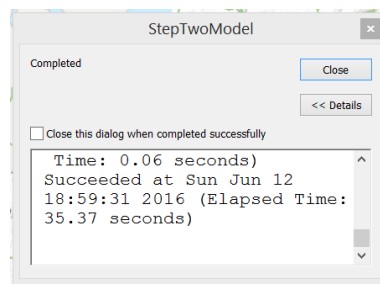 StepTwoModel
Completed
Close
<< Details
Close this dialog when completed successfully
Time: 0.06 seconds)
Succeeded at Sun Jun 12
18:59:31 2016 (Elapsed Time:
35.37 seconds)